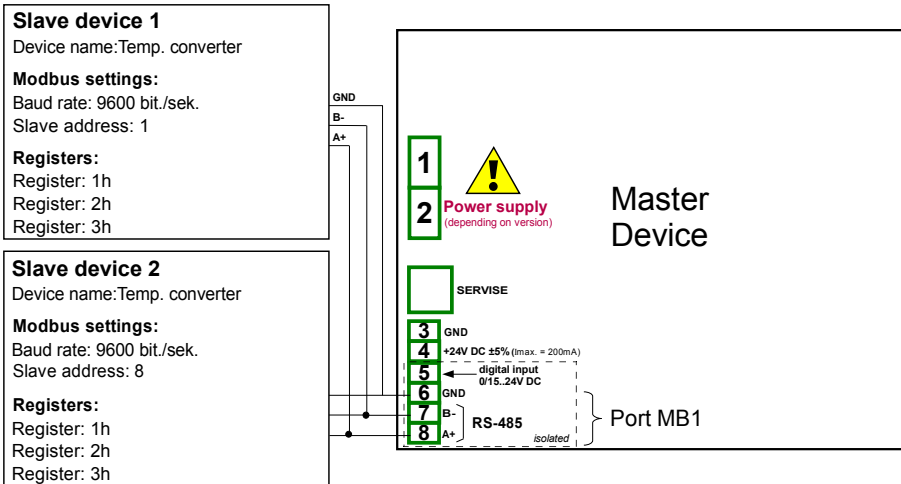 Slave device 1
Device name:Temp. converter
Modbus settings:
Baud rate: 9600 bit./sek.
Slave address: 1
Registers:
Register: 1h
Register: 2h
Register: 3h
GND
B-
A+
Slave device 2
Device name:Temp. converter
Modbus settings:
Baud rate: 9600 bit./sek.
Slave address: 8
Registers:
Register: 1h
Register: 2h
Register: 3h
1
2
!
Power supply
(depending on version)
Master
Device
SERVISE
3 GND
4 +24V DC ±5% (Imax. = 200mA)
5 digital input
0/15..24V DC
6 GND
7 B-
8 A+
RS-485
isolated
Port MB1